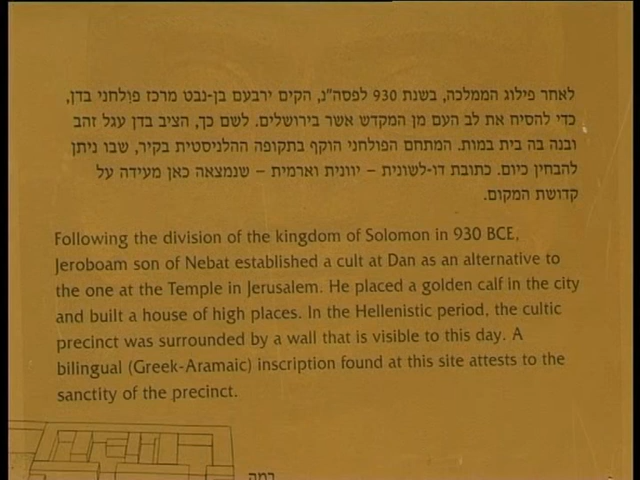 לאחר פילוג הממלכה, בשנת 930 לפסה"נ, הקים ירבעם בן-נבט מרכז פולחני בדן,
כדי להסיח את לב העם מן המקדש אשר בירושלים. לשם כך, הציב בדן עגל זהב
ובנה בה בית במות. המתחם הפולחני הוקף בתקופה ההלניסטית בקיר, שבו ניתן
להבחין כיום. כתובת דו-לשונית – יוונית וארמית – שנמצאה כאן מעידה על
קדושת המקום.
Following the division of the kingdom of Solomon in 930 BCE,
Jeroboam son of Nebat established a cult at Dan as an alternative to
the one at the Temple in Jerusalem. He placed a golden calf in the city
and built a house of high places. In the Hellenistic period, the cultic
precinct was surrounded by a wall that is visible to this day. A
bilingual (Greek-Aramaic) inscription found at this site attests to the
sanctity of the precinct.